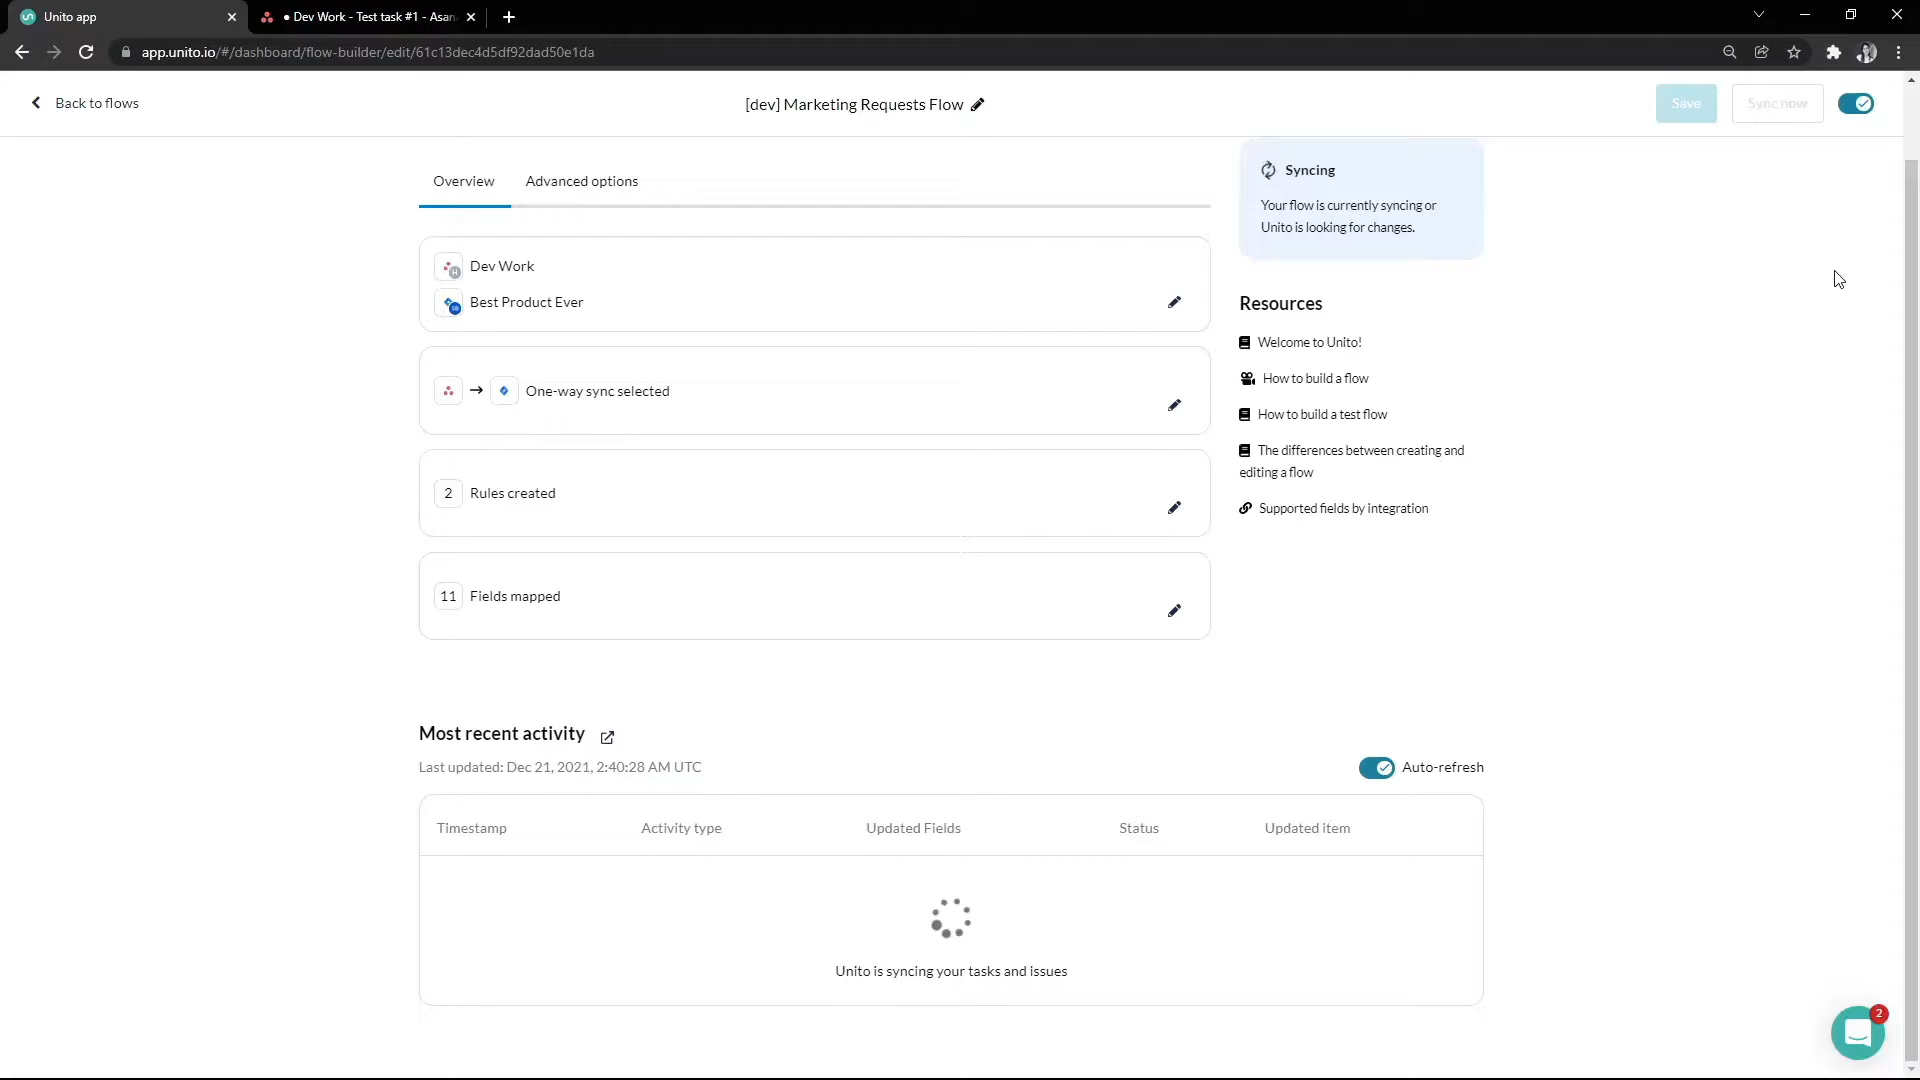 Unito app
• Dev Work - Test task #1 - Asan
app.unito.io/#/dashboard/flow-builder/edit/61c13dec4d5df92dad50e1da
Back to flows
[dev] Marketing Requests Flow
Save
Sync now
Overview
Advanced options
Dev Work
Best Product Ever
One-way sync selected
2 Rules created
11 Fields mapped
Syncing
Your flow is currently syncing or
Unito is looking for changes.
Resources
Welcome to Unito!
How to build a flow
How to build a test flow
The differences between creating and
editing a flow
Supported fields by integration
Most recent activity
Last updated: Dec 21, 2021, 2:40:28 AM UTC
Auto-refresh
Timestamp Activity type Updated Fields Status Updated item
Unito is syncing your tasks and issues
2